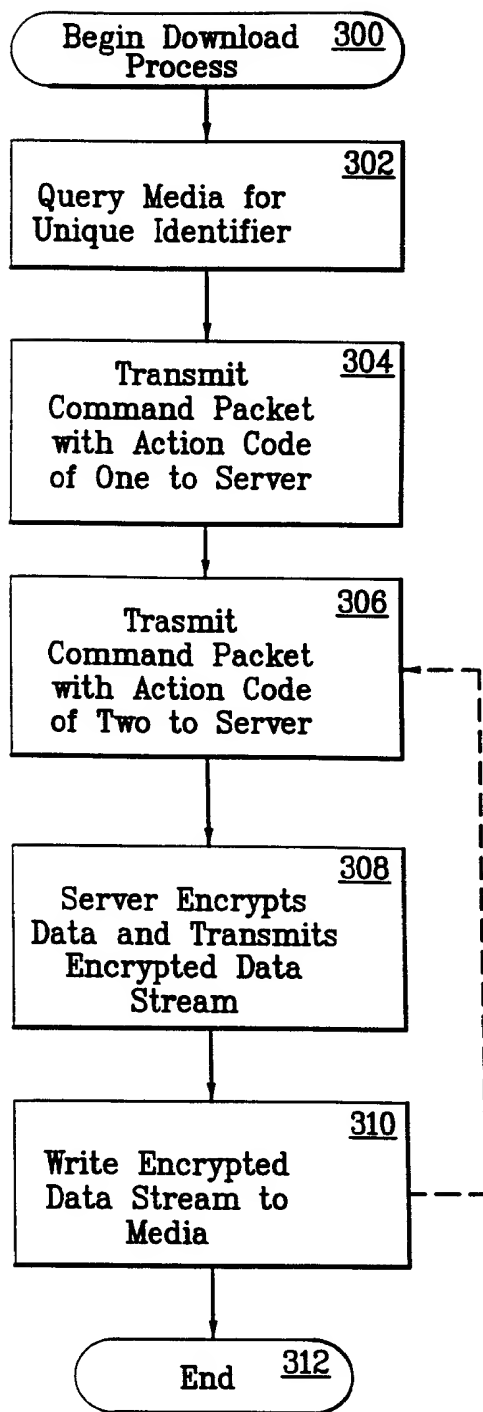 Begin Download 300
Process
302
Query Media for
Unique Identifier
304
Transmit
Command Packet
with Action Code
of One to Server
306
Trasmit
Command Packet
with Action Code
of Two to Server
308
Server Encrypts
Data and Transmits
Encrypted Data
Stream
310
Write Encrypted
Data Stream to
Media
End 312